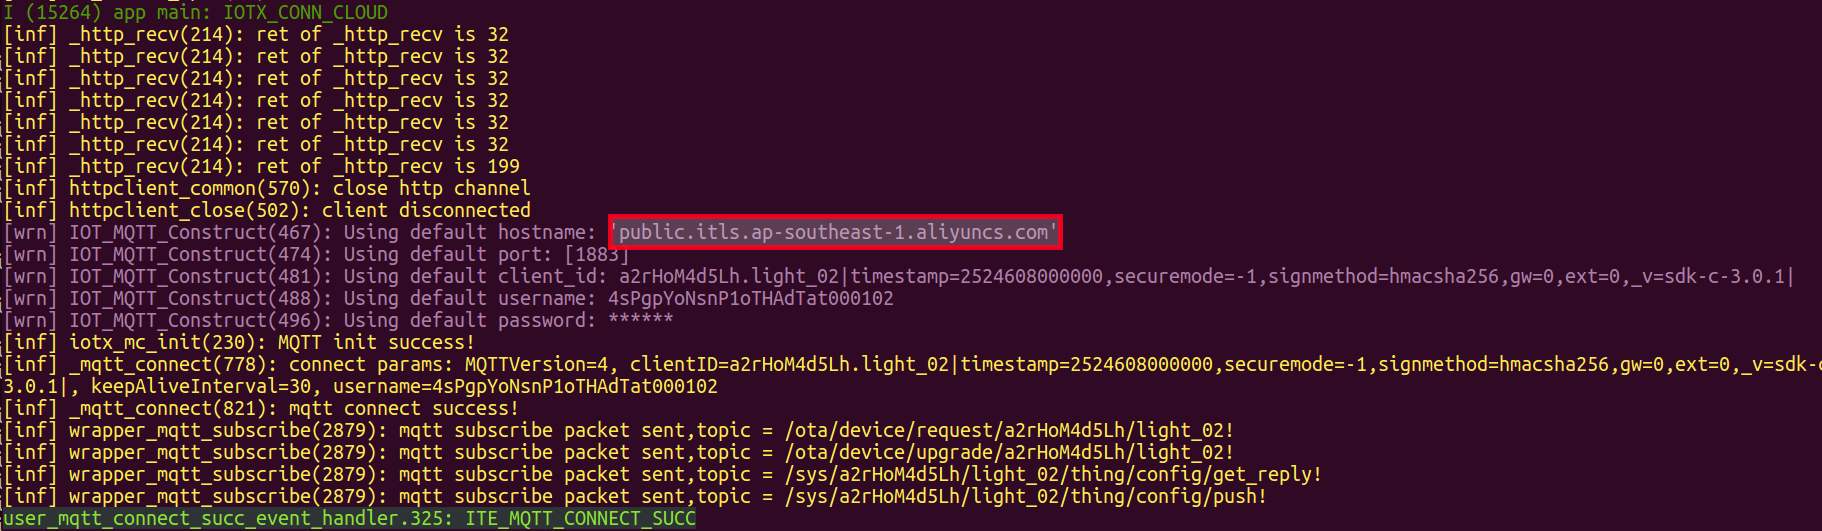 I (15264) app main: IOTX_CONN_CLOUD
[inf] _http_recv(214): ret of _http_recv is 32
[inf] _http_recv(214): ret of _http_recv is 32
[inf] _http_recv(214): ret of _http_recv is 32
[inf] _http_recv(214): ret of _http_recv is 32
[inf] _http_recv(214): ret of _http_recv is 32
[inf] _http_recv(214): ret of _http_recv is 32
[inf] _http_recv(214): ret of _http_recv is 199
[inf] httpclient_common(570): close http channel
[inf] httpclient_close(502): client disconnected
[wrn] IOT_MQTT_Construct(467): Using default hostname: 'public.itls.ap-southeast-1.aliyuncs.com'
[wrn] IOT_MQTT_Construct(474): Using default port: [1883]
[wrn] IOT_MQTT_Construct(481): Using default client_id: a2rHoM4d5Lh.light_02|timestamp=2524608000000,securemode=-1,signmethod=hmacsha256,gw=0,ext=0,_v=sdk-c-3.0.1|
[wrn] IOT_MQTT_Construct(488): Using default username: 4sPgpYoNsnP1oTHAdTat000102
[wrn] IOT_MQTT_Construct(496): Using default password: ******
[inf] iotx_mc_init(230): MQTT init success!
[inf] _mqtt_connect(778): connect params: MQTTVersion=4, clientID=a2rHoM4d5Lh.light_02|timestamp=2524608000000,securemode=-1,signmethod=hmacsha256,gw=0,ext=0,_v=sdk-c
3.0.1|, keepAliveInterval=30, username=4sPgpYoNsnP1oTHAdTat000102
[inf] _mqtt_connect(821): mqtt connect success!
[inf] wrapper_mqtt_subscribe(2879): mqtt subscribe packet sent,topic = /ota/device/request/a2rHoM4d5Lh/light_02!
[inf] wrapper_mqtt_subscribe(2879): mqtt subscribe packet sent,topic = /ota/device/upgrade/a2rHoM4d5Lh/light_02!
[inf] wrapper_mqtt_subscribe(2879): mqtt subscribe packet sent,topic = /sys/a2rHoM4d5Lh/light_02/thing/config/get_reply!
[inf] wrapper_mqtt_subscribe(2879): mqtt subscribe packet sent,topic = /sys/a2rHoM4d5Lh/light_02/thing/config/push!
user_mqtt_connect_succ_event_handler.325: ITE_MQTT_CONNECT_SUCC